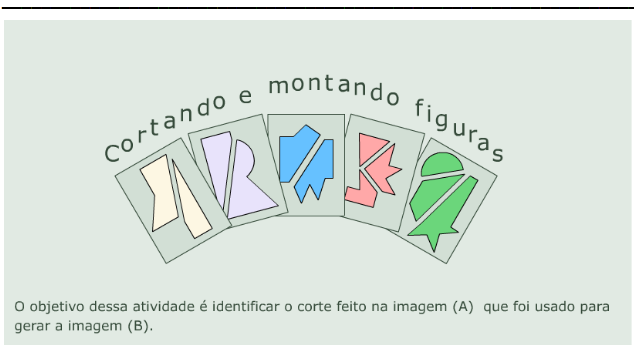 Cortando e montando figuras
O objetivo dessa atividade é identificar o corte feito na imagem (A) que foi usado para
gerar a imagem (B).